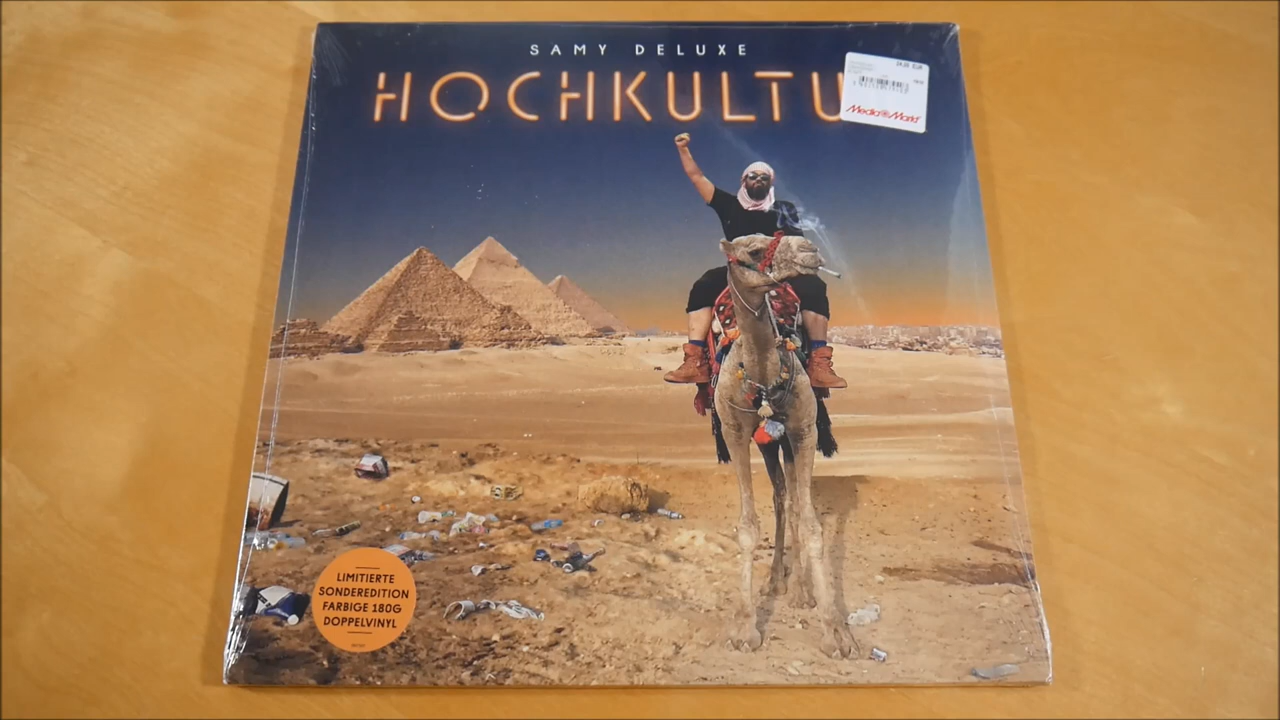 SAMY DELUXE
HOCHKULTU
Media Markt
LIMITIERTE
SONDEREDITION
FARBIGE 180G
DOPPELVINYL